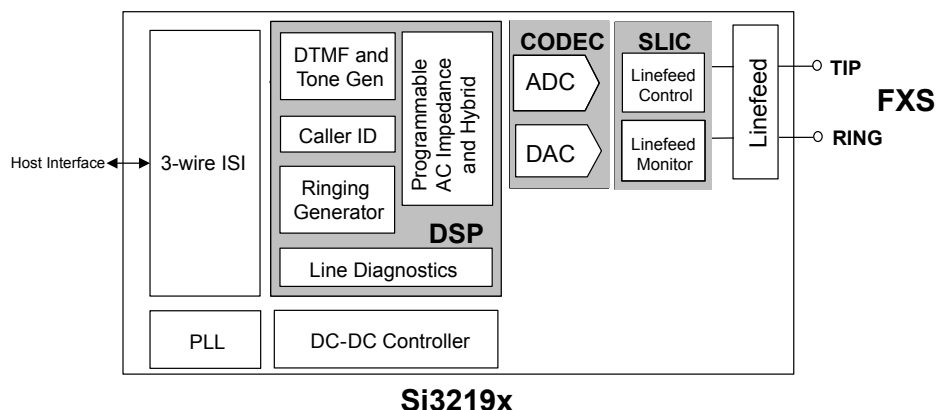 Host Interface
3-wire ISI
DTMF and
Tone Gen
Caller ID
Ringing
Generator
Programmable
AC Impedance
and Hybrid
DSP
Line Diagnostics
CODEC
ADC
DAC
SLIC
Linefeed
Control
Linefeed
Monitor
Linefeed
TIP
FXS
RING
PLL
DC-DC Controller
Si3219x